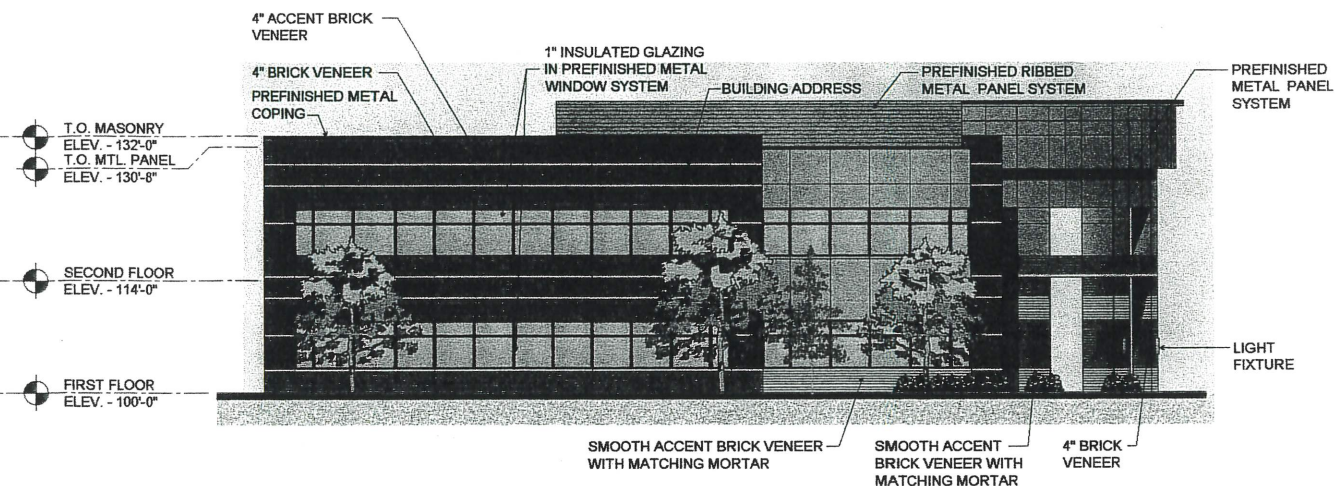 4" ACCENT BRICK
VENEER
4" BRICK VENEER
PREFINISHED METAL
COPING
1" INSULATED GLAZING
IN PREFINISHED METAL
WINDOW SYSTEM
BUILDING ADDRESS
PREFINISHED RIBBED
METAL PANEL SYSTEM
PREFINISHED
METAL PANEL
SYSTEM
T.O. MASONRY
ELEV. - 132'-0"
T.O. MTL. PANEL
ELEV. - 130'-8"
SECOND FLOOR
ELEV. - 114'-0"
FIRST FLOOR
ELEV. - 100'-0"
LIGHT
FIXTURE
SMOOTH ACCENT BRICK VENEER
WITH MATCHING MORTAR
SMOOTH ACCENT
BRICK VENEER WITH
MATCHING MORTAR
4" BRICK
VENEER